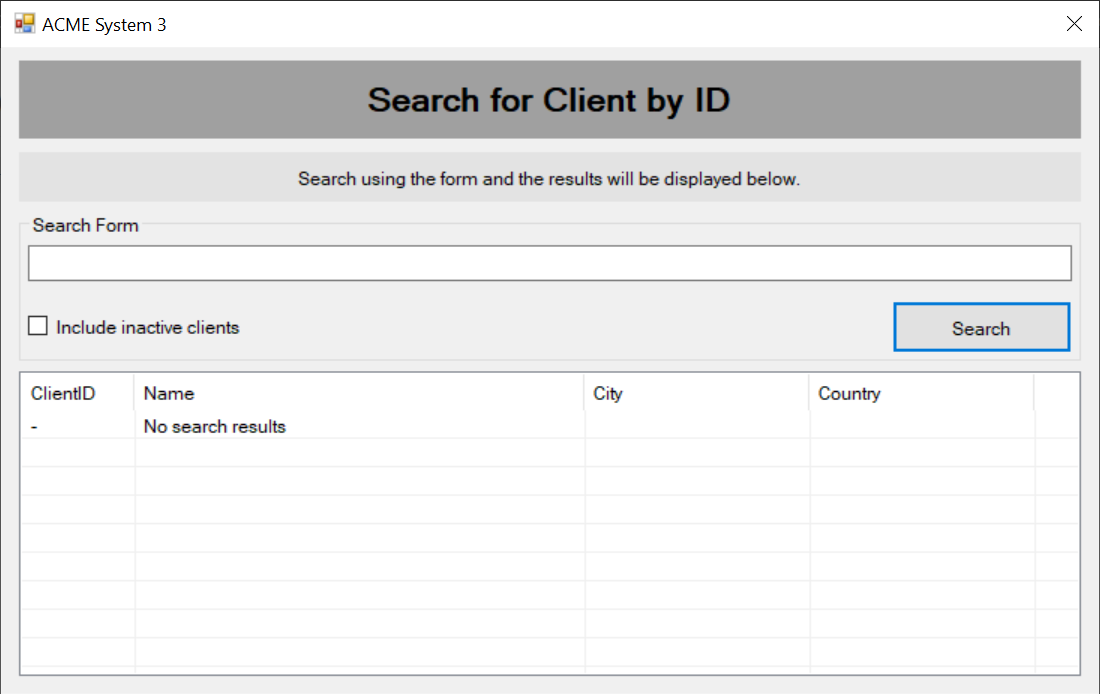 ACME System 3
Search for Client by ID
Search using the form and the results will be displayed below.
Search Form
Include inactive clients
Search
ClientID Name City Country
- No search results